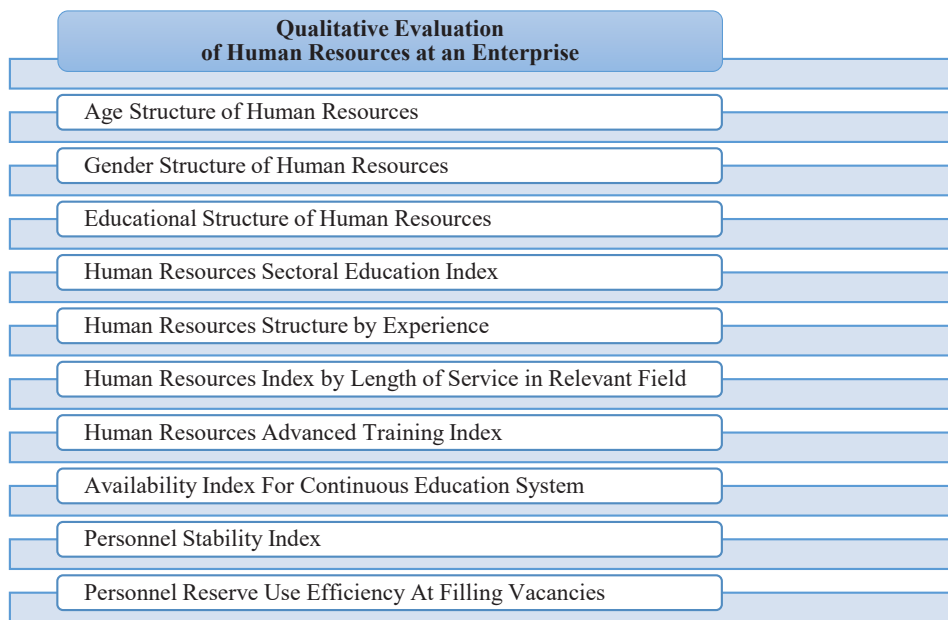 Qualitative Evaluation
of Human Resources at an Enterprise
Age Structure of Human Resources
Gender Structure of Human Resources
Educational Structure of Human Resources
Human Resources Sectoral Education Index
Human Resources Structure by Experience
Human Resources Index by Length of Service in Relevant Field
Human Resources Advanced Training Index
Availability Index For Continuous Education System
Personnel Stability Index
Personnel Reserve Use Efficiency At Filling Vacancies